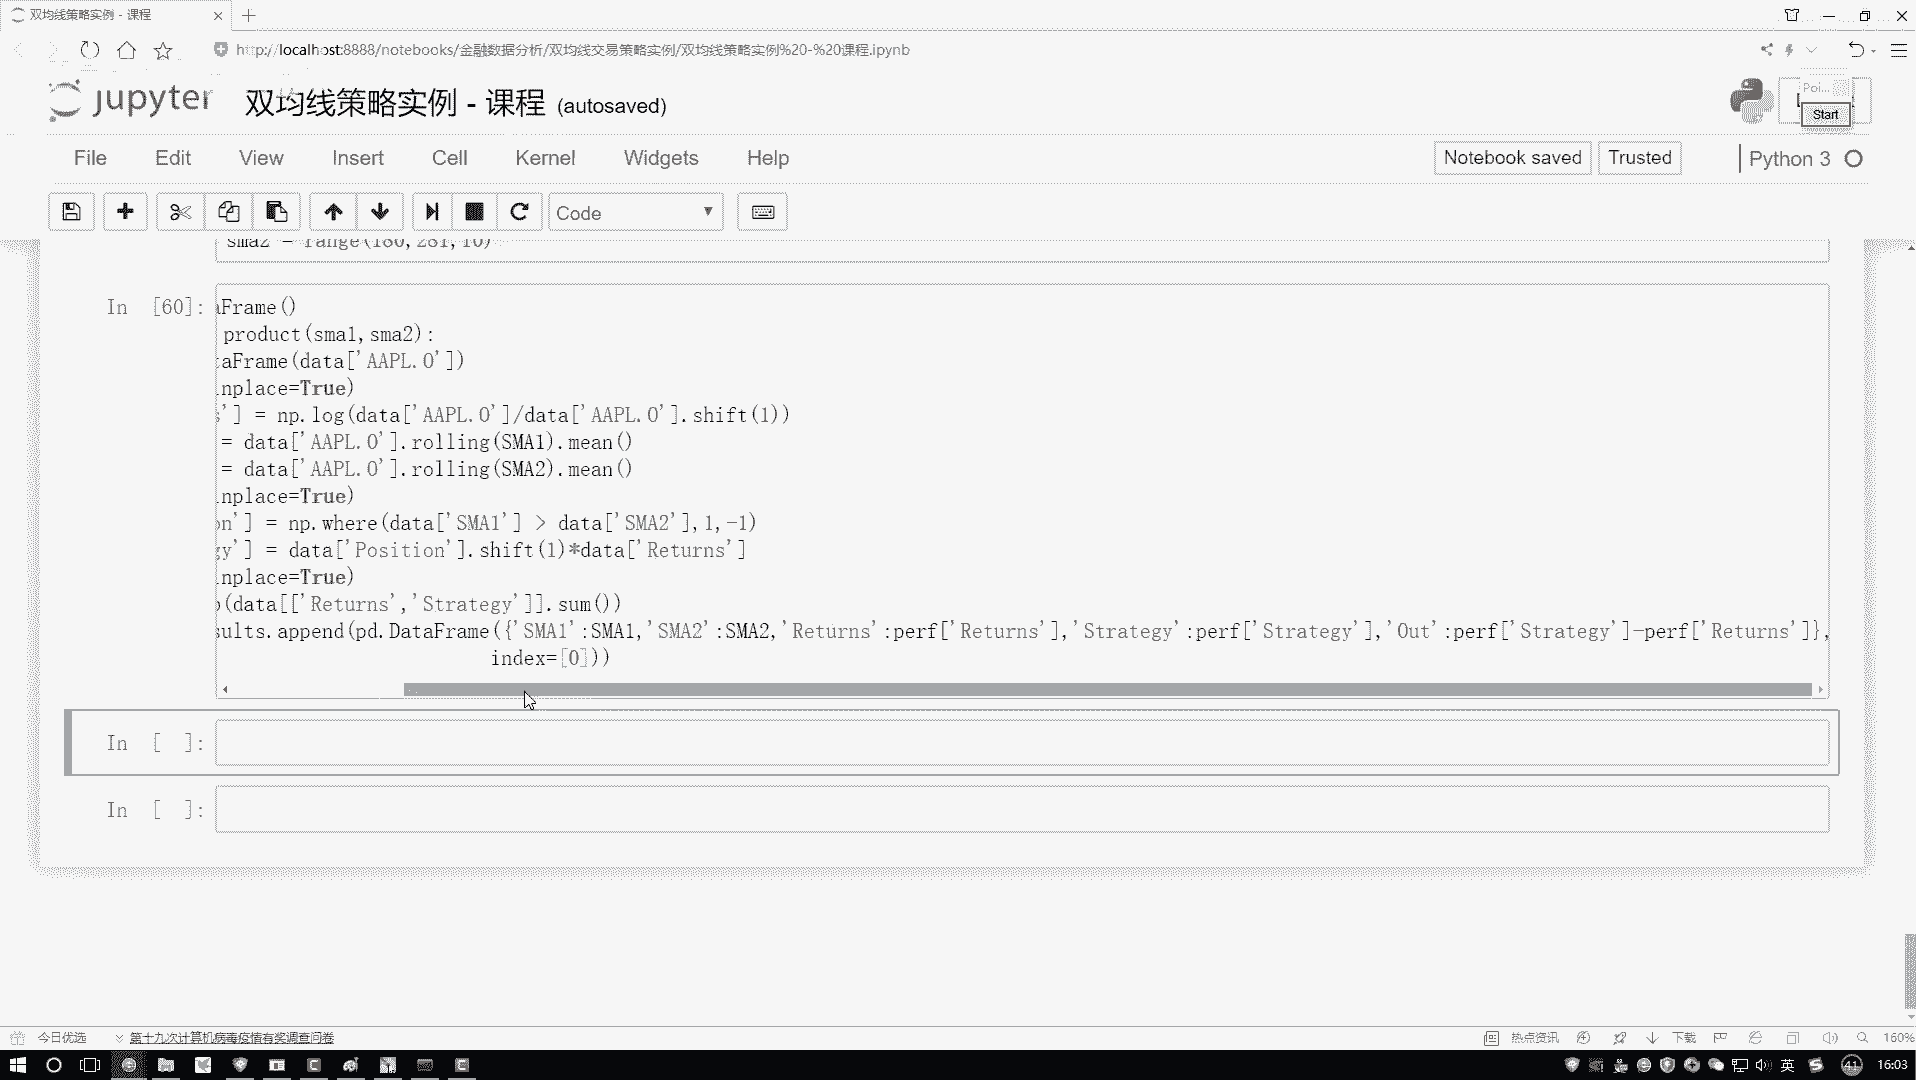 双均线策略实例 - 课程
http://localhost:8888/notebooks/金融数据分析/双均线交易策略实例/双均线策略实例%20-%20课程.ipynb
jupyter 双均线策略实例 - 课程 (autosaved)
Poi...
Start
File Edit View Insert Cell Kernel Widgets Help
Notebook saved Trusted Python 3
Code
sma2 = range(180,281,10)
In [60]:
aFrame()
product(sma1,sma2):
taFrame(data['AAPL.O'])
inplace=True)
s'] = np.log(data['AAPL.O']/data['AAPL.O'].shift(1))
= data['AAPL.O'].rolling(SMA1).mean()
= data['AAPL.O'].rolling(SMA2).mean()
inplace=True)
on'] = np.where(data['SMA1'] > data['SMA2'],1,-1)
gy'] = data['Position'].shift(1)*data['Returns']
inplace=True)
p(data[['Returns','Strategy']].sum())
sults.append(pd.DataFrame({'SMA1':SMA1,'SMA2':SMA2,'Returns':perf['Returns'],'Strategy':perf['Strategy'],'Out':perf['Strategy']-perf['Returns']},
index=[0]))
In [ ]:
In [ ]:
今日优选 第十九次计算机病毒疫情有奖调查问卷 热点资讯 下载 160%
英 41 16:03